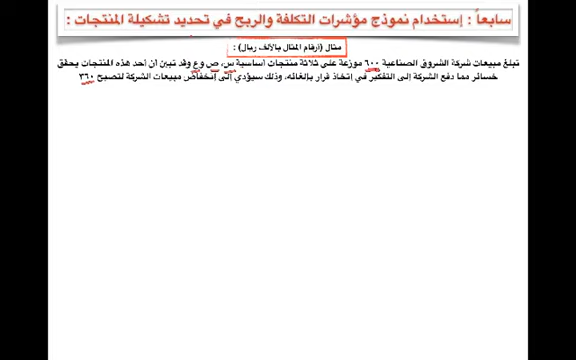 سابعاً : إستخدام نموذج مؤشرات التكلفة والربح في تحديد تشكيلة المنتجات :
مثال (أرقام المثال بالألف ريال) :
تبلغ مبيعات شركة الشروق الصناعية ٦٠٠ موزعة على ثلاثة منتجات أساسية س، ص وع وقد تبين أن أحد هذه المنتجات يحقق
خسائر مما دفع الشركة إلى التفكير في إتخاذ قرار بإلغائه، وذلك سيؤدي إلى إنخفاض مبيعات الشركة لتصبح ٣٦٠